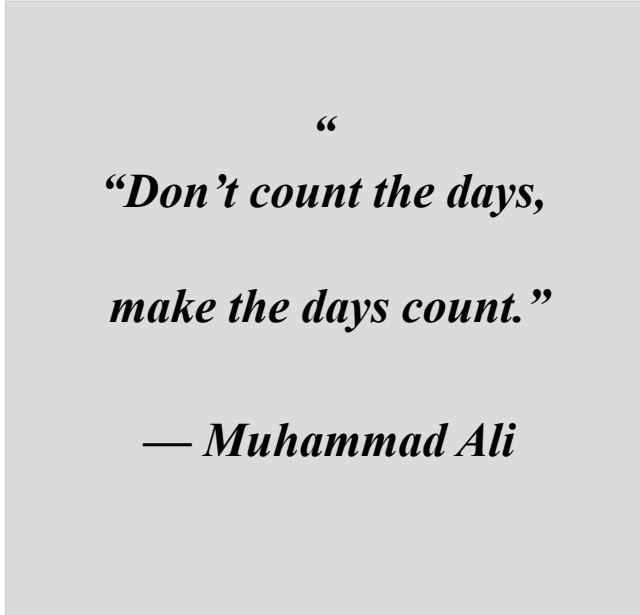 “
“Don’t count the days,
make the days count.”
— Muhammad Ali